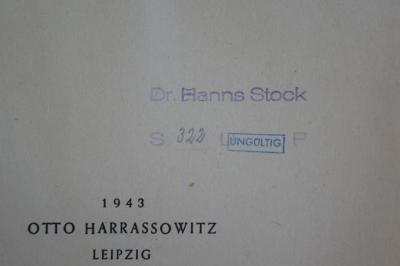 Dr. Hanns Stock
S 322 UNGÜLTIG P
1943
OTTO HARRASSOWITZ
LEIPZIG